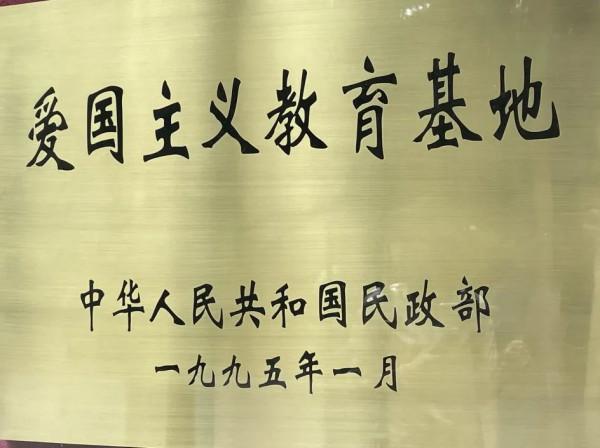 爱国主义教育基地
中华人民共和国民政部
一九九五年一月